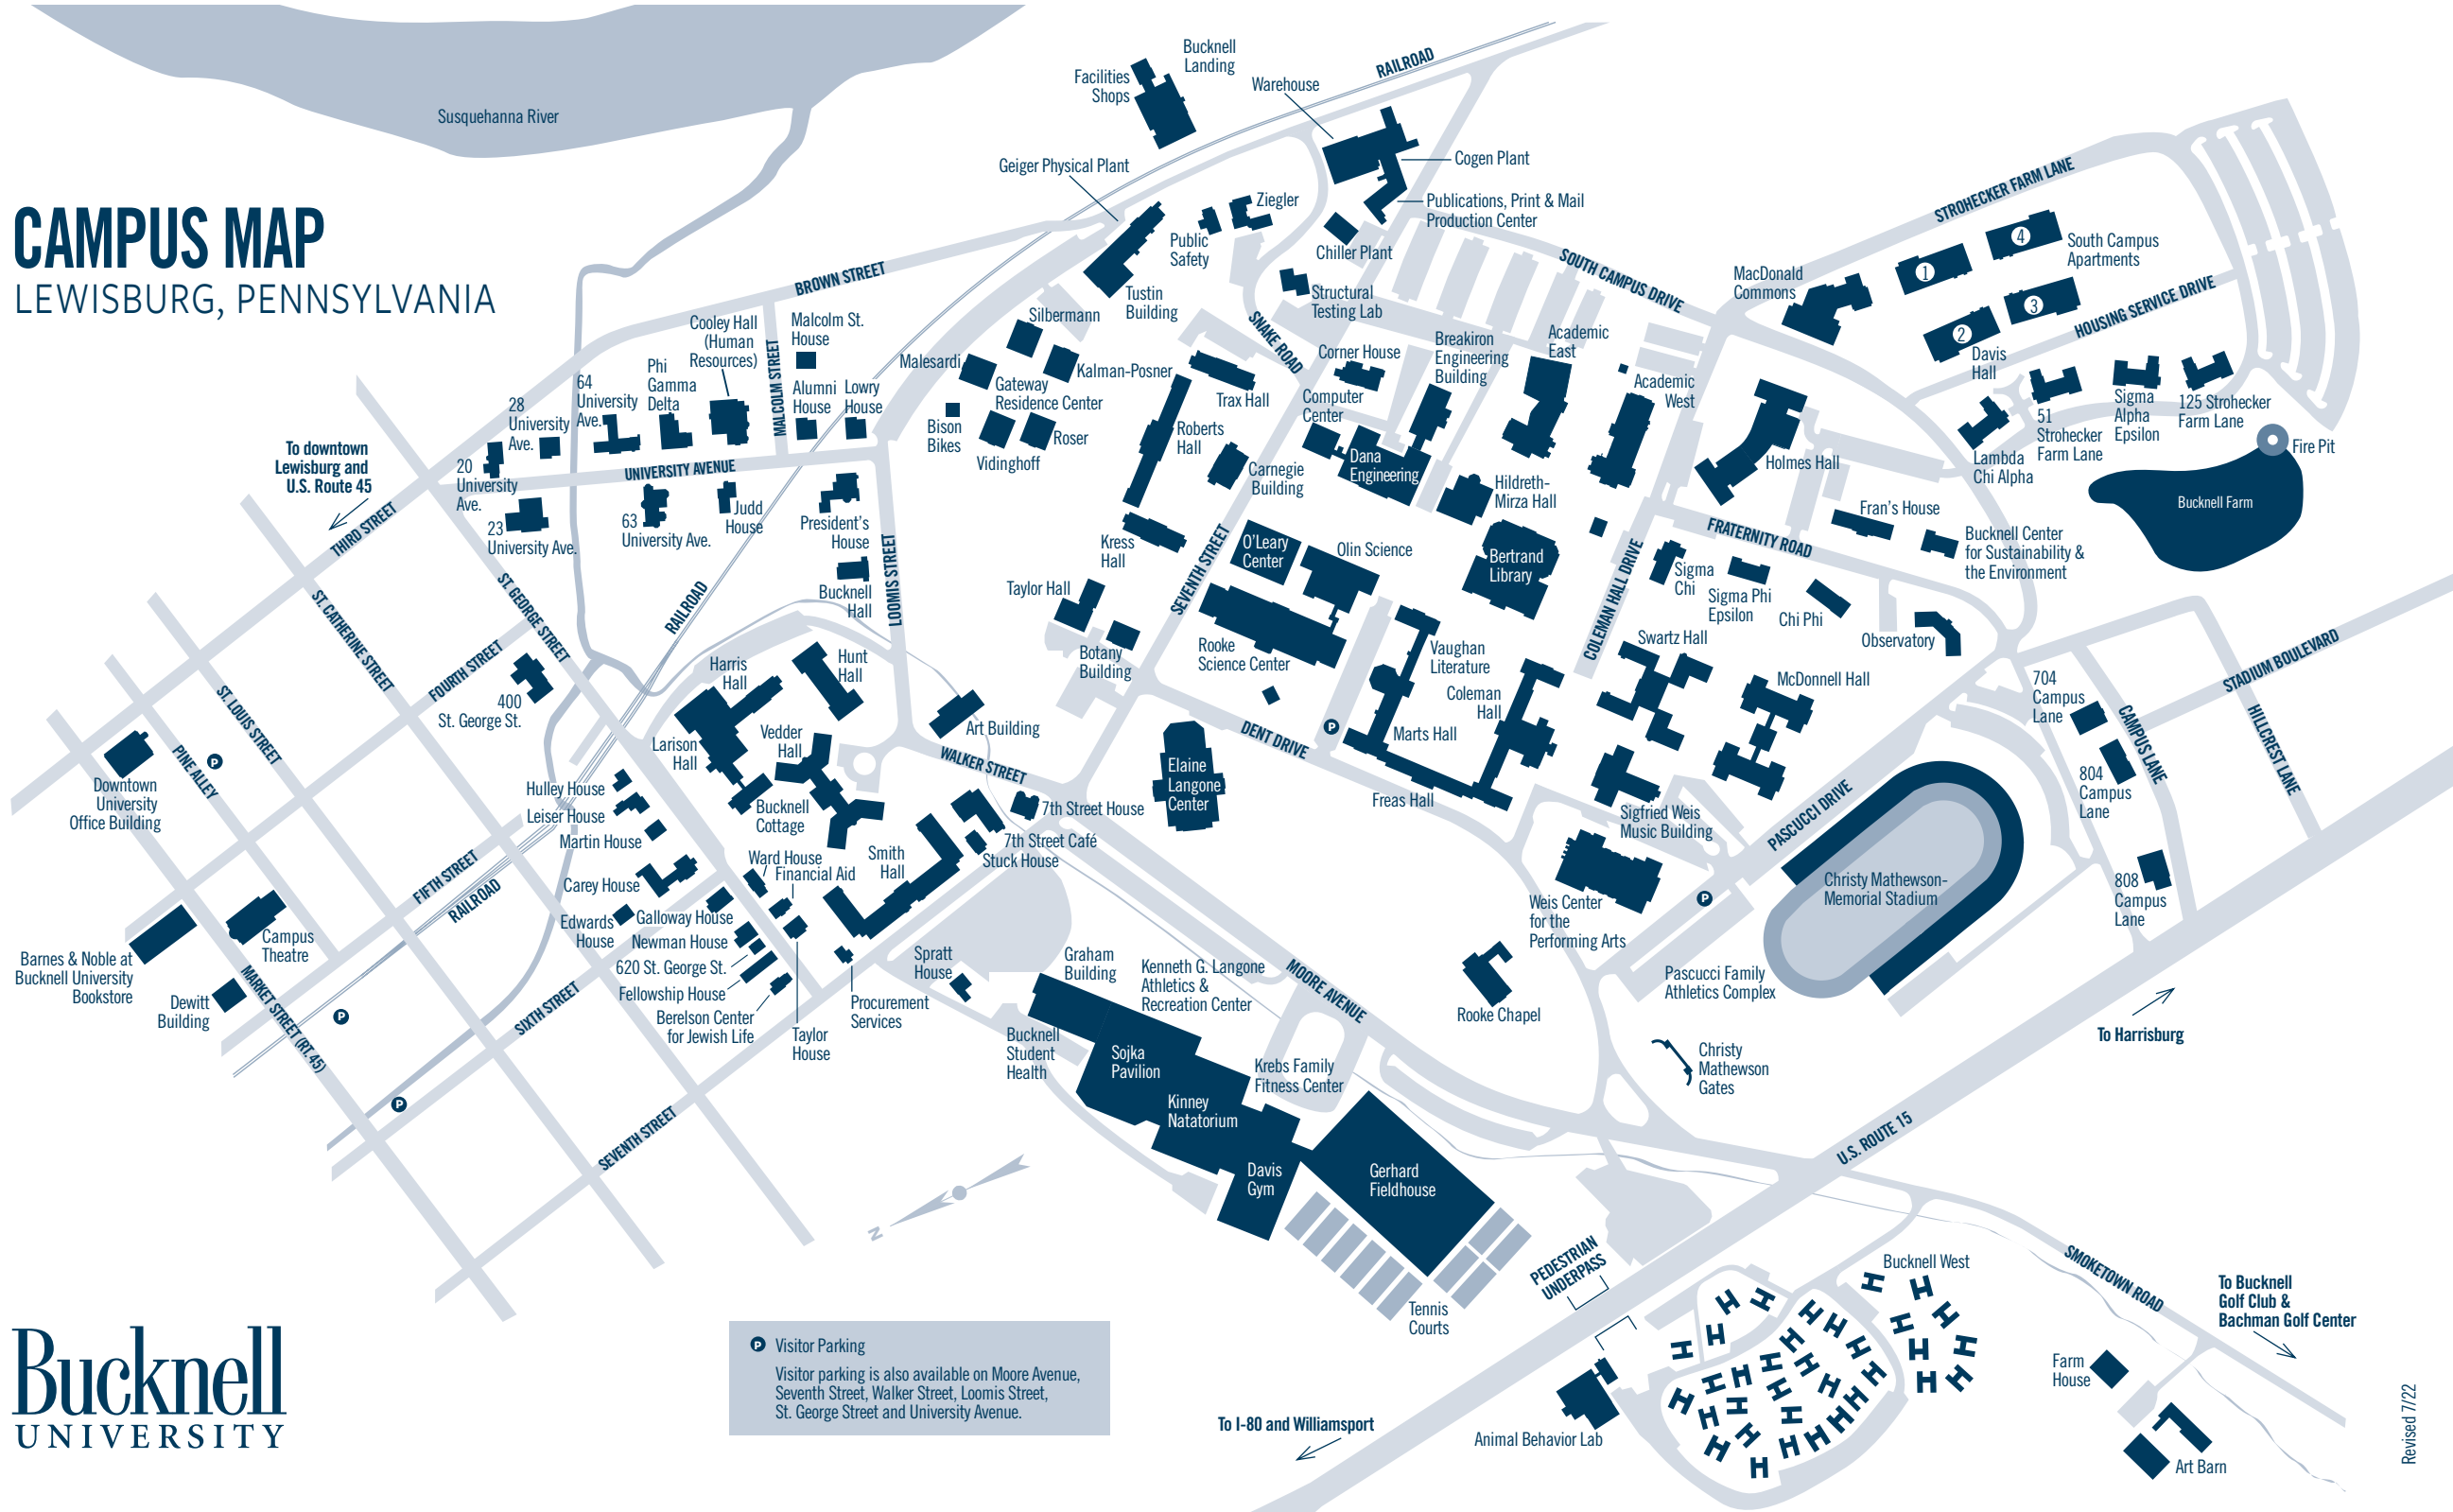 CAMPUS MAP
LEWISBURG, PENNSYLVANIA
Susquehanna River
Facilities
Shops
Bucknell
Landing
Warehouse
RAILROAD
Geiger Physical Plant
Cogen Plant
Publications, Print & Mail
Production Center
Ziegler
Public
Safety
Chiller Plant
Structural
Testing Lab
Tustin
Building
SNAKE ROAD
SOUTH CAMPUS DRIVE
STROHECKER FARM LANE
HOUSING SERVICE DRIVE
MacDonald
Commons
1
4
2
3
South Campus
Apartments
Davis
Hall
Lambda
Chi Alpha
51
Strohecker
Farm Lane
Sigma
Alpha
Epsilon
125 Strohecker
Farm Lane
Fire Pit
Bucknell Farm
BROWN STREET
MALCOLM STREET
Cooley Hall
(Human
Resources)
Malcolm St.
House
Alumni
House
Lowry
House
Phi
Gamma
Delta
64
University
Ave.
28
University
Ave.
20
University
Ave.
23
University Ave.
63
University Ave.
Judd
House
UNIVERSITY AVENUE
President's
House
Bucknell
Hall
LOOMIS STREET
Silbermann
Malesardi
Kalman-Posner
Gateway
Residence Center
Bison
Bikes
Vidinghoff
Roser
Trax Hall
Roberts
Hall
Carnegie
Building
Corner House
Computer
Center
Dana
Engineering
Breakiron
Engineering
Building
Academic
East
Academic
West
Hildreth-
Mirza Hall
Holmes Hall
Kress
Hall
O'Leary
Center
Olin Science
Bertrand
Library
Taylor Hall
Botany
Building
SEVENTH STREET
Rooke
Science Center
Vaughan
Literature
Coleman
Hall
Marts Hall
Freas Hall
COLEMAN HALL DRIVE
FRATERNITY ROAD
Fran's House
Bucknell Center
for Sustainability &
the Environment
Sigma
Chi
Sigma Phi
Epsilon
Chi Phi
Observatory
Swartz Hall
McDonnell Hall
Sigfried Weis
Music Building
Weis Center
for the
Performing Arts
PASCUCCI DRIVE
P
P
Christy Mathewson-
Memorial Stadium
Pascucci Family
Athletics Complex
704
Campus
Lane
804
Campus
Lane
808
Campus
Lane
CAMPUS LANE
HILLCREST LANE
STADIUM BOULEVARD
To Harrisburg
U.S. ROUTE 15
Rooke Chapel
Christy
Mathewson
Gates
To downtown
Lewisburg and
U.S. Route 45
THIRD STREET
ST. GEORGE STREET
ST. CATHERINE STREET
FOURTH STREET
ST. LOUIS STREET
PINE ALLEY
400
St. George St.
RAILROAD
P
Downtown
University
Office Building
FIFTH STREET
RAILROAD
Barnes & Noble at
Bucknell University
Bookstore
Campus
Theatre
Dewitt
Building
MARKET STREET (RT. 45)
P
P
SIXTH STREET
SEVENTH STREET
Harris
Hall
Hunt
Hall
Larison
Hall
Vedder
Hall
Bucknell
Cottage
Art Building
WALKER STREET
DENT DRIVE
Elaine
Langone
Center
7th Street House
7th Street Café
Stuck House
Smith
Hall
Hulley House
Leiser House
Martin House
Carey House
Edwards
House
Galloway House
Newman House
620 St. George St.
Fellowship House
Berelson Center
for Jewish Life
Ward House
Financial Aid
Taylor
House
Procurement
Services
Spratt
House
Graham
Building
Bucknell
Student
Health
Kenneth G. Langone
Athletics &
Recreation Center
Sojka
Pavilion
Kinney
Natatorium
Krebs Family
Fitness Center
Davis
Gym
Gerhard
Fieldhouse
MOORE AVENUE
Tennis
Courts
PEDESTRIAN
UNDERPASS
Bucknell West
Animal Behavior Lab
SMOKETOWN ROAD
To Bucknell
Golf Club &
Bachman Golf Center
Farm
House
Art Barn
To I-80 and Williamsport
N
P Visitor Parking
Visitor parking is also available on Moore Avenue,
Seventh Street, Walker Street, Loomis Street,
St. George Street and University Avenue.
Bucknell
UNIVERSITY
Revised 7/22